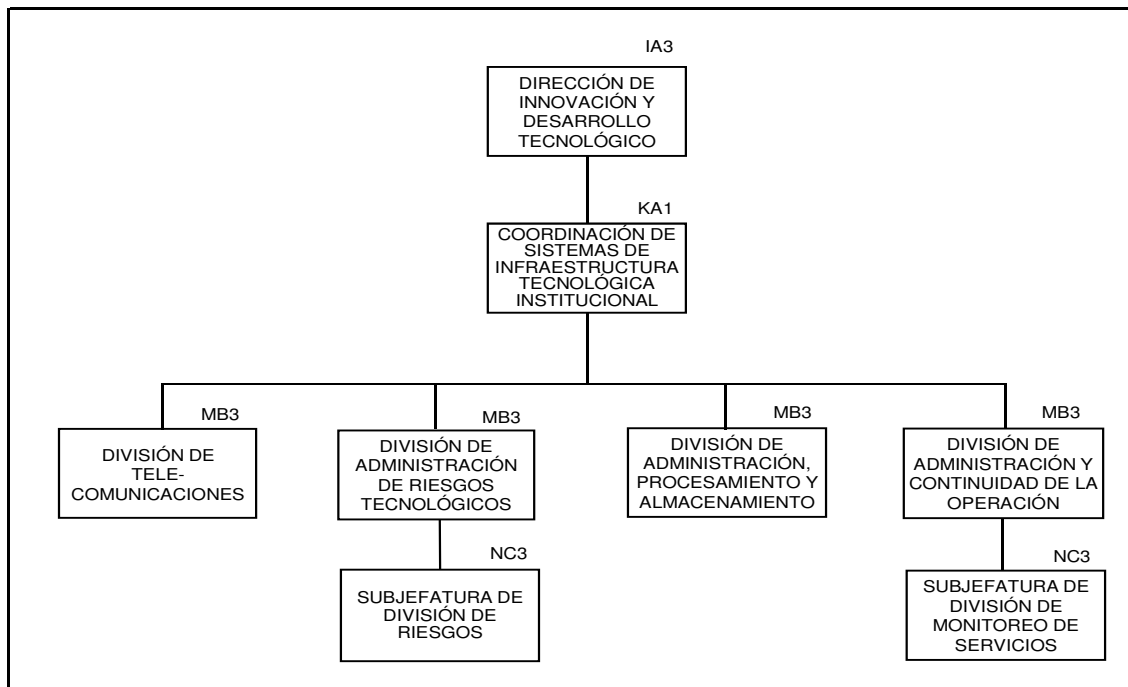 IA3
DIRECCIÓN DE
INNOVACIÓN Y
DESARROLLO
TECNOLÓGICO
KA1
COORDINACIÓN DE
SISTEMAS DE
INFRAESTRUCTURA
TECNOLÓGICA
INSTITUCIONAL
MB3
DIVISIÓN DE
TELE-
COMUNICACIONES
MB3
DIVISIÓN DE
ADMINISTRACIÓN
DE RIESGOS
TECNOLÓGICOS
MB3
DIVISIÓN DE
ADMINISTRACIÓN,
PROCESAMIENTO Y
ALMACENAMIENTO
MB3
DIVISIÓN DE
ADMINISTRACIÓN Y
CONTINUIDAD DE LA
OPERACIÓN
NC3
SUBJEFATURA DE
DIVISIÓN DE
RIESGOS
NC3
SUBJEFATURA DE
DIVISIÓN DE
MONITOREO DE
SERVICIOS